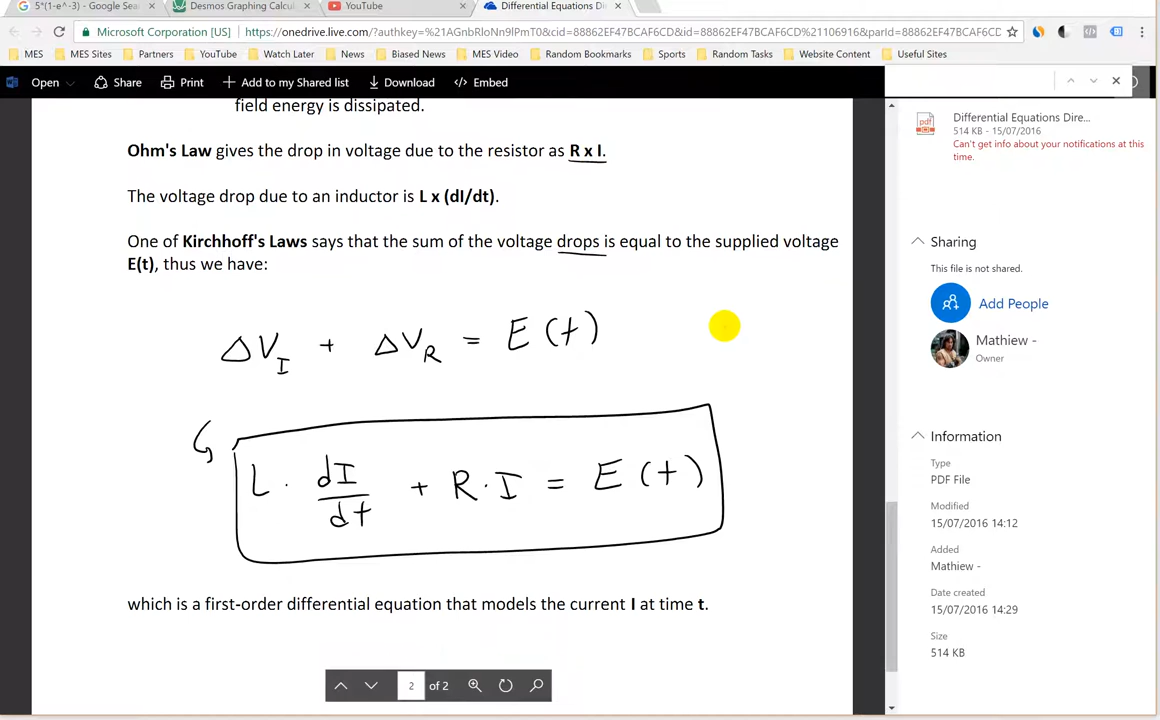 5*(1-e^-3) - Google Sea
Desmos Graphing Calcu
YouTube
Differential Equations Di
Microsoft Corporation [US]
https://onedrive.live.com/?authkey=%21AGnbRloNn9lPmT0&cid=88862EF47BCAF6CD&id=88862EF47BCAF6CD%21106916&parId=88862EF47BCAF6CD
MES
MES Sites
Partners
YouTube
Watch Later
News
Biased News
MES Movie
Random Bookmarks
Sports
Random Tasks
Website Content
Useful Sites
Open
Share
Print
Add to my Shared list
Download
</> Embed
field energy is dissipated.
Ohm's Law gives the drop in voltage due to the resistor as R x I.
The voltage drop due to an inductor is L x (dI/dt).
One of Kirchhoff's Laws says that the sum of the voltage drops is equal to the supplied voltage
E(t), thus we have:
ΔV_I + ΔV_R = E(t)
L · dI/dt + R · I = E(t)
which is a first-order differential equation that models the current I at time t.
2 of 2
pdf
Differential Equations Dire...
514 KB - 15/07/2016
Can't get info about your notifications at this
time.
Sharing
This file is not shared.
Add People
Mathiew -
Owner
Information
Type
PDF File
Modified
15/07/2016 14:12
Added
Mathiew -
Date created
15/07/2016 14:29
Size
514 KB